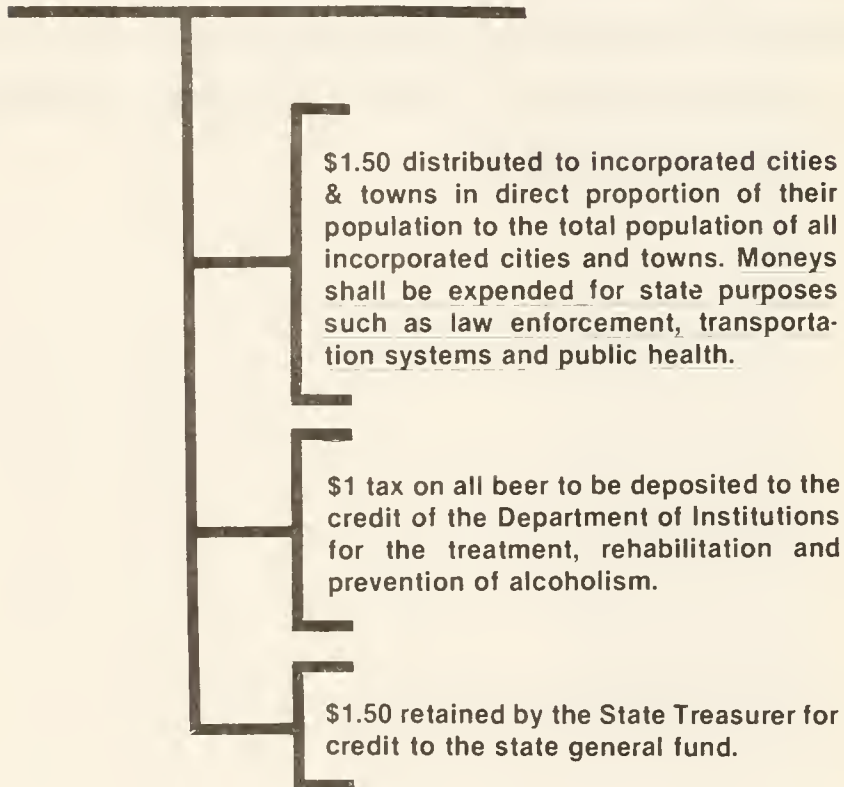 $1.50 distributed to incorporated cities
& towns in direct proportion of their
population to the total population of all
incorporated cities and towns. Moneys
shall be expended for state purposes
such as law enforcement, transporta-
tion systems and public health.
$1 tax on all beer to be deposited to the
credit of the Department of Institutions
for the treatment, rehabilitation and
prevention of alcoholism.
$1.50 retained by the State Treasurer for
credit to the state general fund.